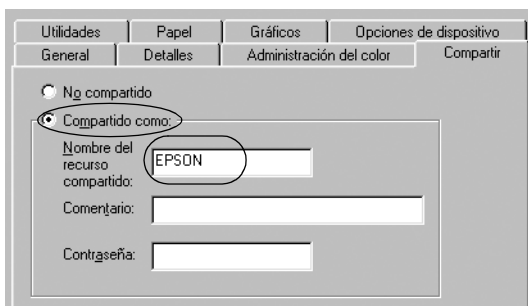 Utilidades Papel Gráficos Opciones de dispositivo
General Detalles Administración del color Compartir
No compartido
Compartido como:
Nombre del
recurso
compartido:
EPSON
Comentario:
Contraseña: